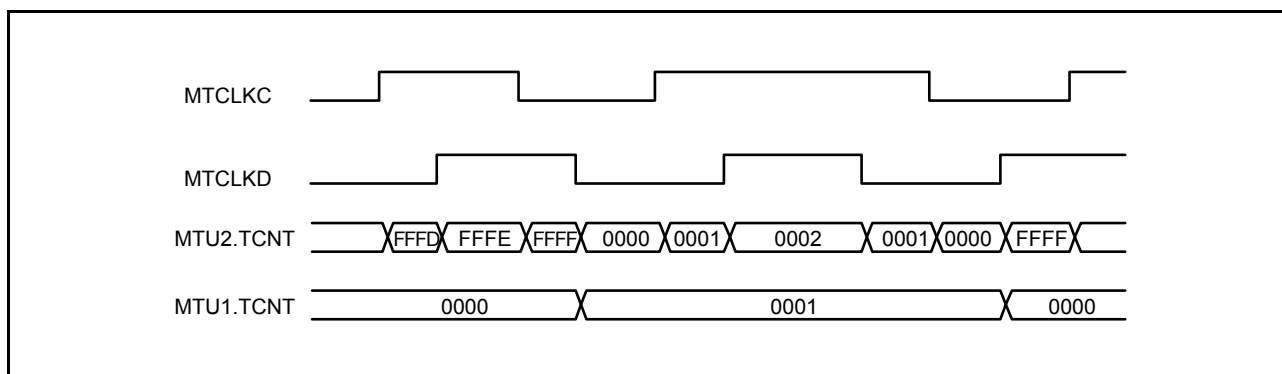 MTCLKC
MTCLKD
MTU2.TCNT FFFD FFFE FFFF 0000 0001 0002 0001 0000 FFFF
MTU1.TCNT 0000 0001 0000